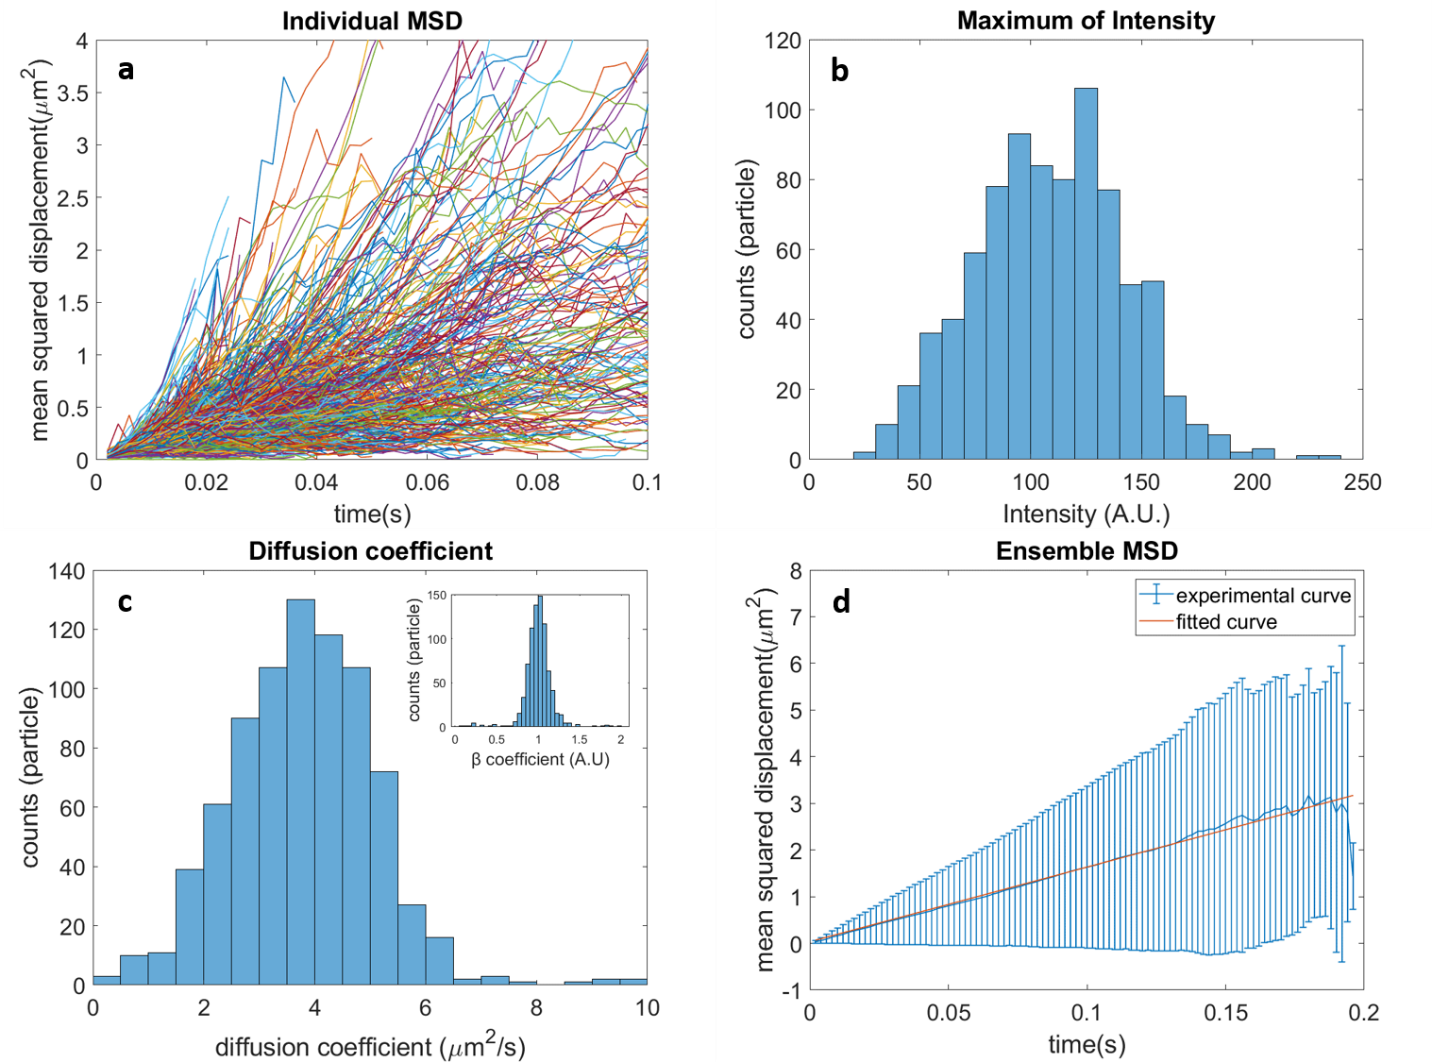 Individual MSD
a
4
3.5
3
2.5
2
1.5
1
0.5
0
mean squared displacement(μm²)
0 0.02 0.04 0.06 0.08 0.1
time(s)
Maximum of Intensity
b
120
100
80
60
40
20
0
counts (particle)
0 50 100 150 200 250
Intensity (A.U.)
Diffusion coefficient
c
140
120
100
80
60
40
20
0
counts (particle)
0 2 4 6 8 10
diffusion coefficient (μm²/s)
150
100
50
0
counts (particle)
0 0.5 1 1.5 2
β coefficient (A.U)
Ensemble MSD
d
experimental curve
fitted curve
8
7
6
5
4
3
2
1
0
-1
mean squared displacement(μm²)
0 0.05 0.1 0.15 0.2
time(s)